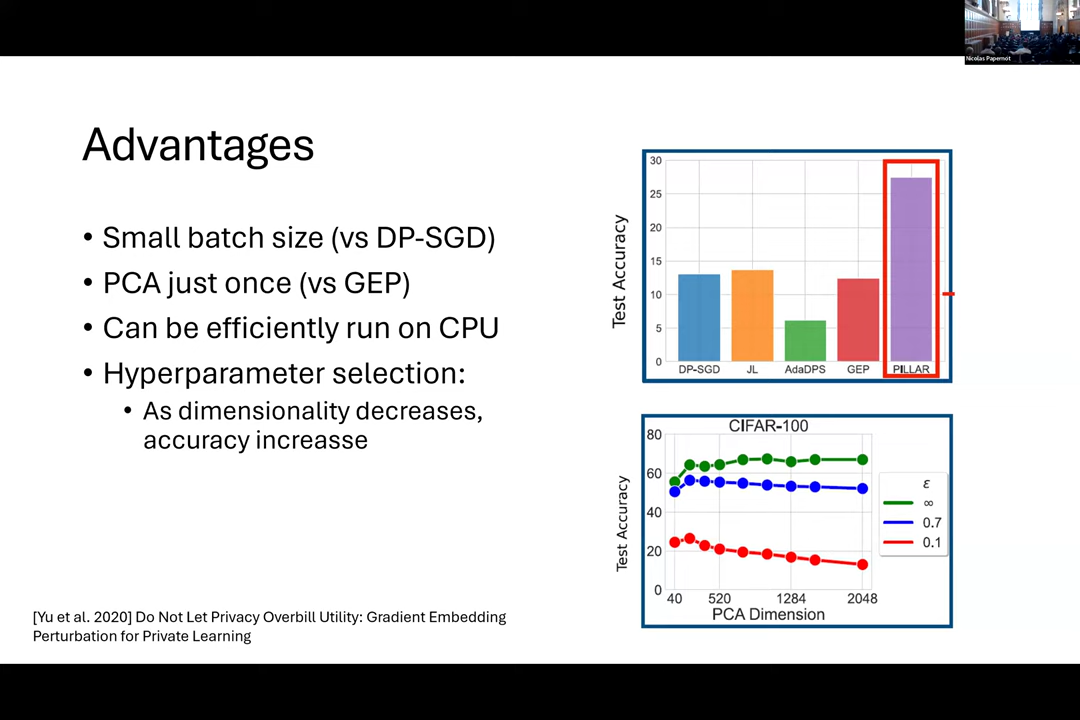 Nicolas Papernot
Advantages
• Small batch size (vs DP-SGD)
• PCA just once (vs GEP)
• Can be efficiently run on CPU
• Hyperparameter selection:
• As dimensionality decreases,
accuracy increasse
[Yu et al. 2020] Do Not Let Privacy Overbill Utility: Gradient Embedding
Perturbation for Private Learning
Test Accuracy
30
25
20
15
10
5
0
DP-SGD JL AdaDPS GEP PILLAR
CIFAR-100
Test Accuracy
80
60
40
20
0
40 520 1284 2048
PCA Dimension
ε
∞
0.7
0.1